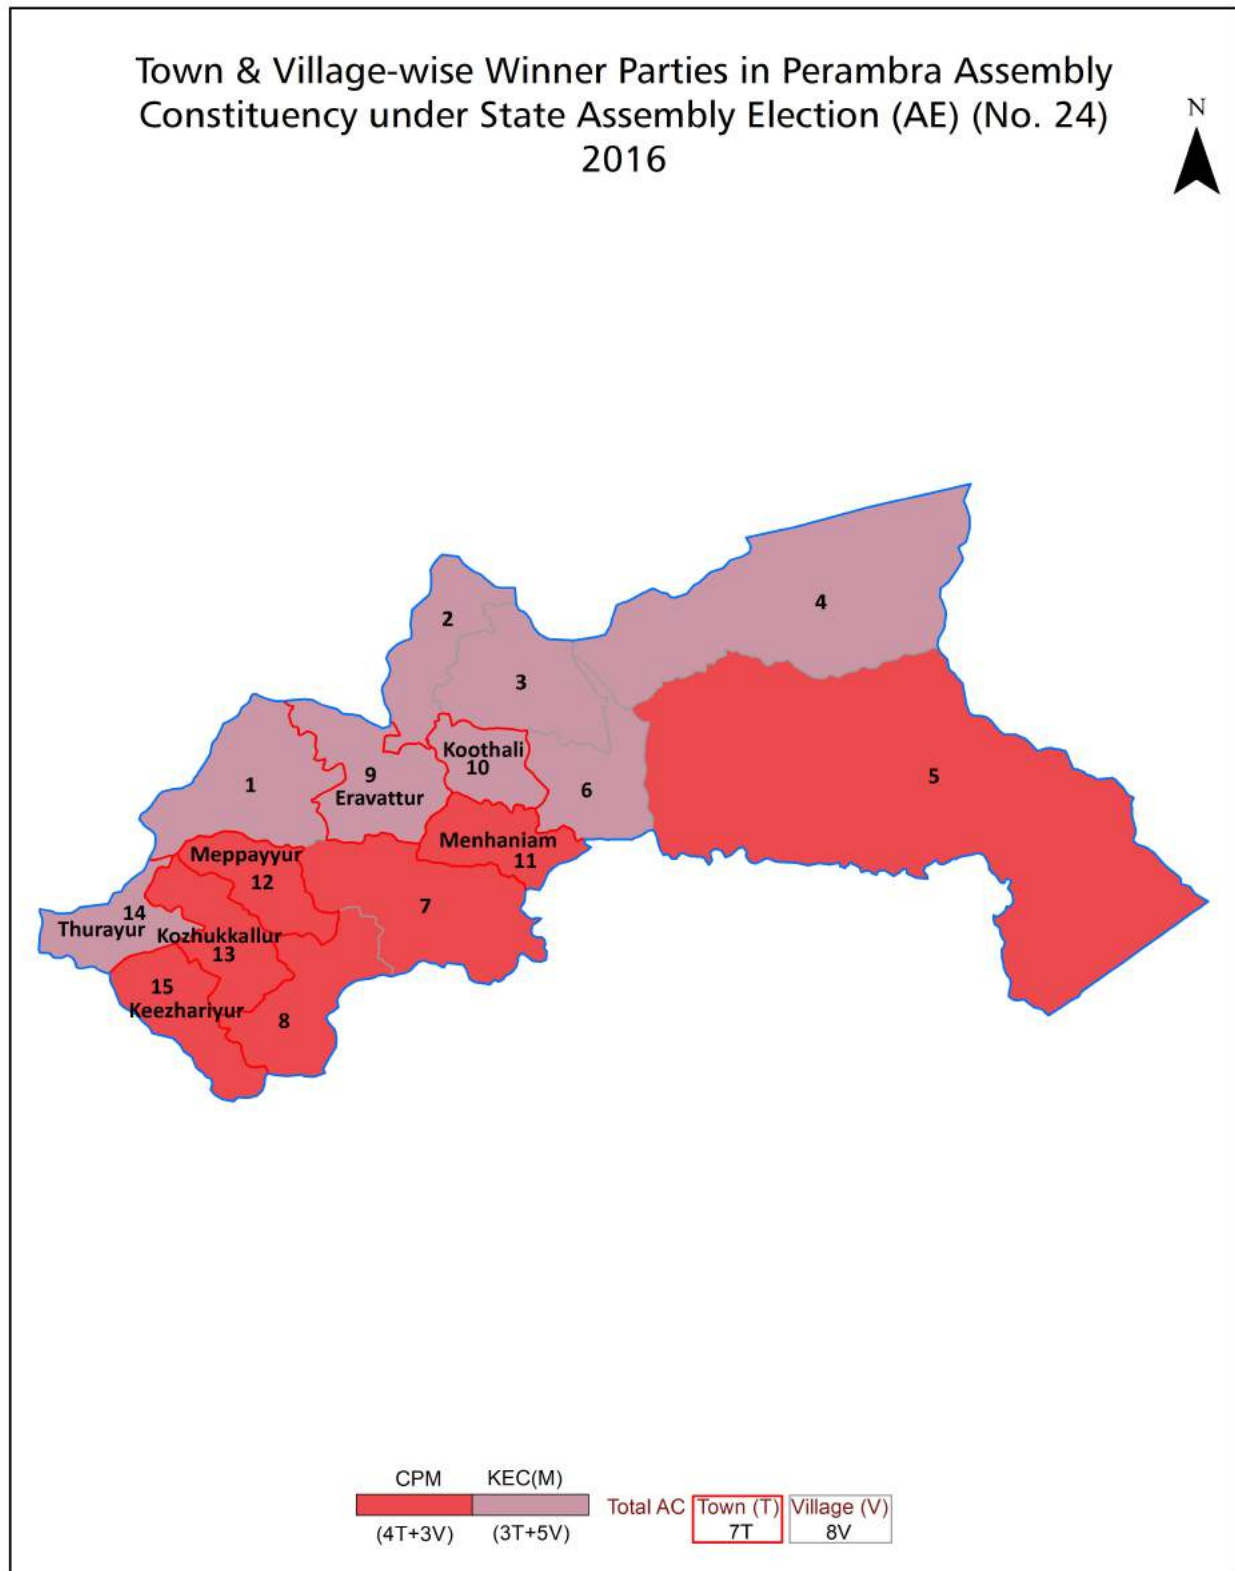 Town & Village-wise Winner Parties in Perambra Assembly
Constituency under State Assembly Election (AE) (No. 24)
2016
N
4
2
3
Koothali
10
9
Eravattur
1
6
5
Menhaniam
11
Meppayyur
12
7
14
Thurayur
Kozhukkallur
13
15
Keezhariyur
8
CPM KEC(M)
Total AC Town (T) Village (V)
(4T+3V) (3T+5V) 7T 8V